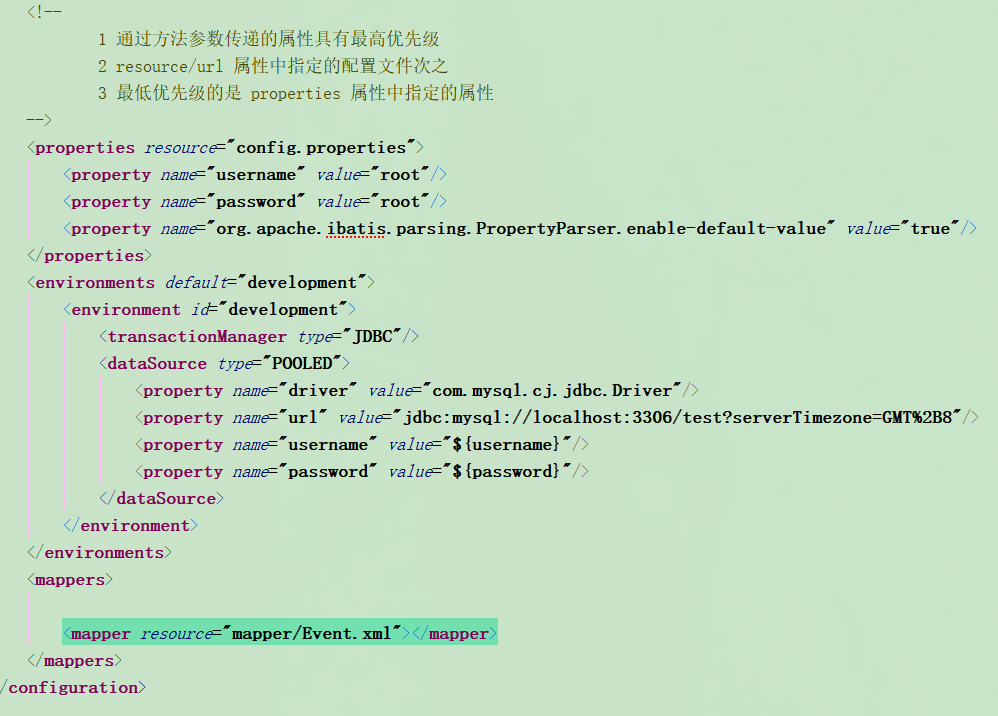 <!--
1 通过方法参数传递的属性具有最高优先级
2 resource/url 属性中指定的配置文件次之
3 最低优先级的是 properties 属性中指定的属性
-->
<properties resource="config.properties">
<property name="username" value="root"/>
<property name="password" value="root"/>
<property name="org.apache.ibatis.parsing.PropertyParser.enable-default-value" value="true"/>
</properties>
<environments default="development">
<environment id="development">
<transactionManager type="JDBC"/>
<dataSource type="POOLED">
<property name="driver" value="com.mysql.cj.jdbc.Driver"/>
<property name="url" value="jdbc:mysql://localhost:3306/test?serverTimezone=GMT%2B8"/>
<property name="username" value="${username}"/>
<property name="password" value="${password}"/>
</dataSource>
</environment>
</environments>
<mappers>
<mapper resource="mapper/Event.xml"></mapper>
</mappers>
/configuration>